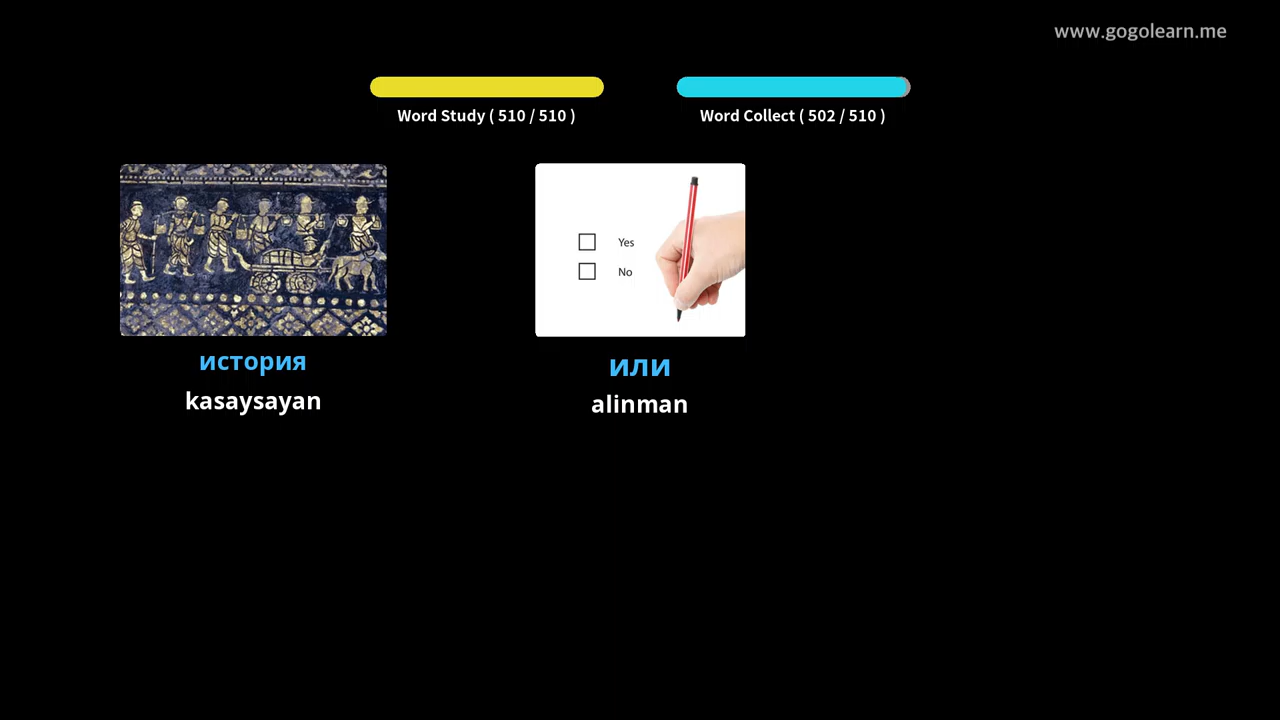 www.gogolearn.me
Word Study ( 510 / 510 )
Word Collect ( 502 / 510 )
Yes
No
история
kasaysayan
или
alinman